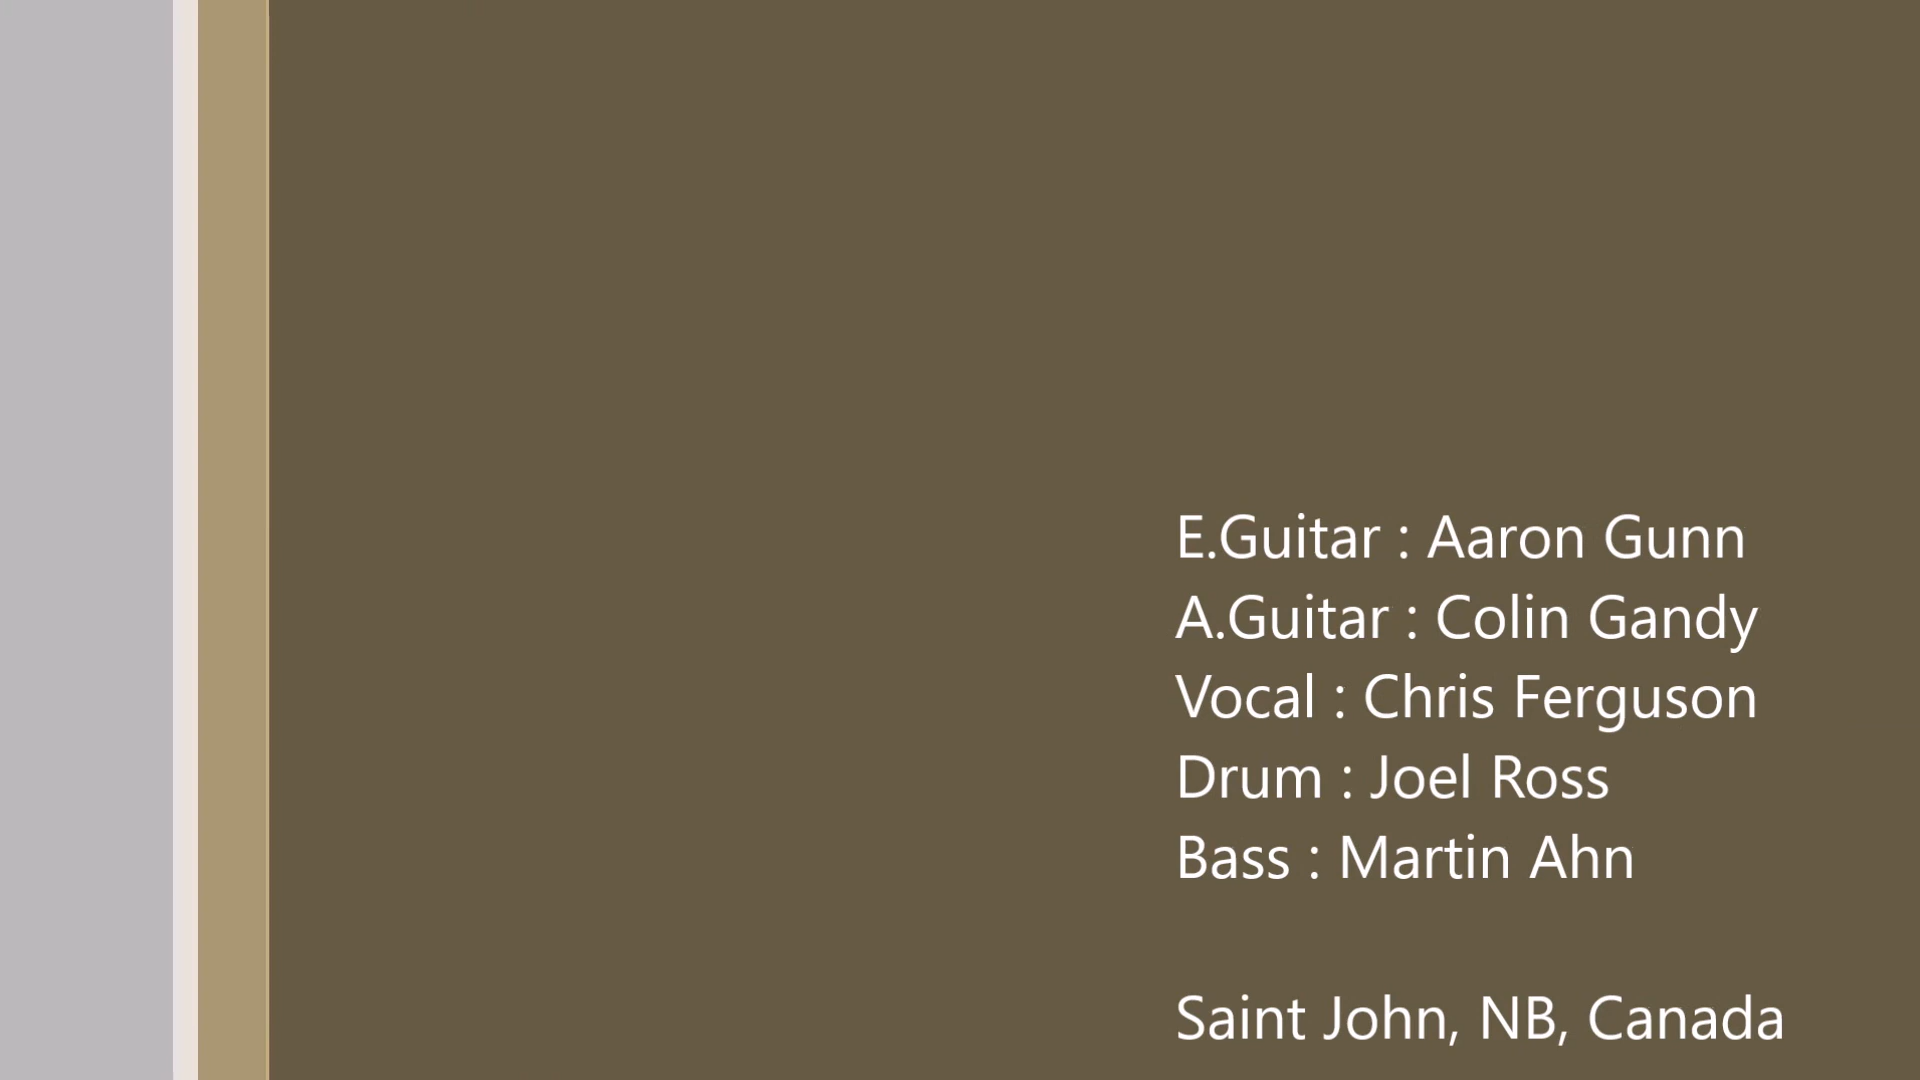 E.Guitar : Aaron Gunn
A.Guitar : Colin Gandy
Vocal : Chris Ferguson
Drum : Joel Ross
Bass : Martin Ahn
Saint John, NB, Canada